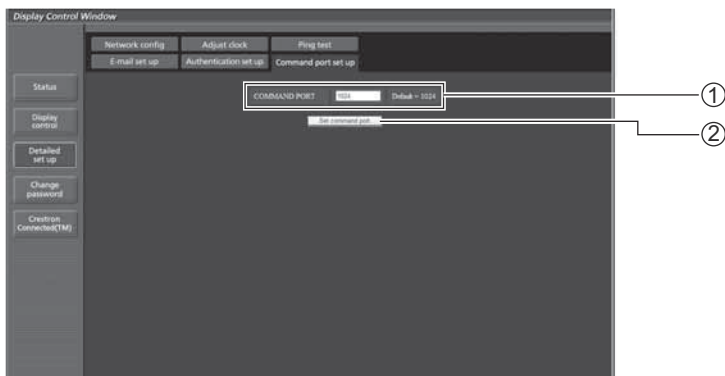 Display Control Window
Network config Adjust clock Ping test
E-mail set up Authentication set up Command port set up
Status
COMMAND PORT 1024 Default = 1024
①
Set command port
②
Display control
Detailed set up
Change password
Crestron Connected(TM)